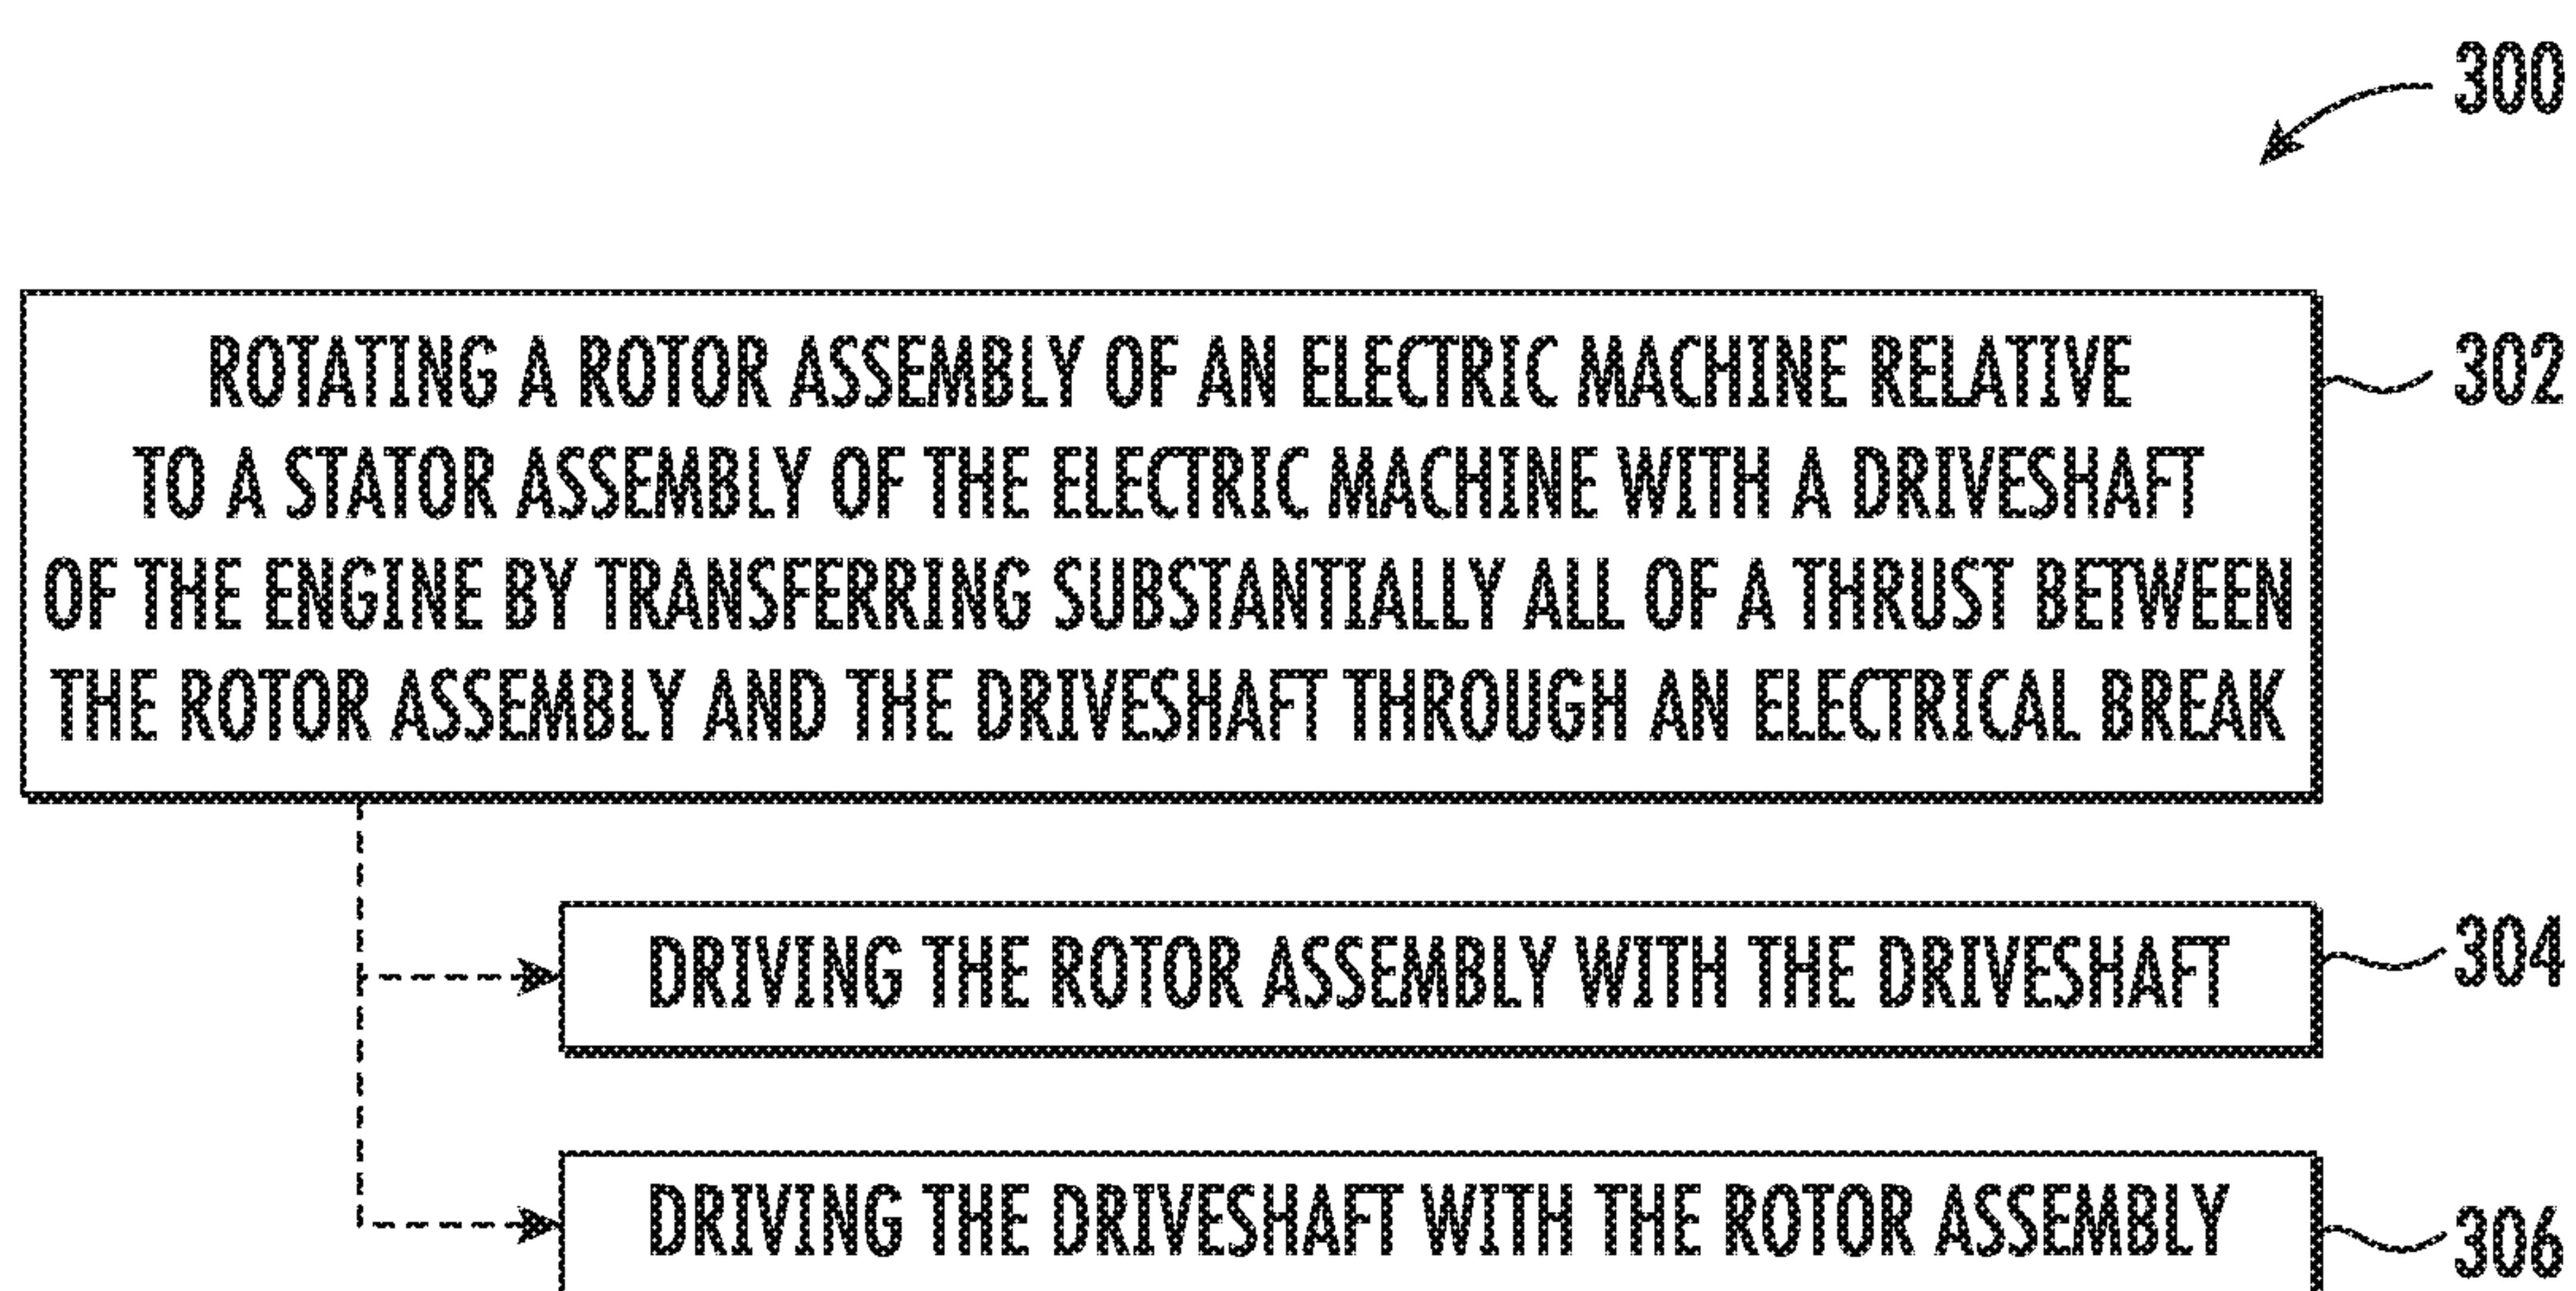 300
ROTATING A ROTOR ASSEMBLY OF AN ELECTRIC MACHINE RELATIVE
TO A STATOR ASSEMBLY OF THE ELECTRIC MACHINE WITH A DRIVESHAFT
OF THE ENGINE BY TRANSFERRING SUBSTANTIALLY ALL OF A THRUST BETWEEN
THE ROTOR ASSEMBLY AND THE DRIVESHAFT THROUGH AN ELECTRICAL BREAK
302
DRIVING THE ROTOR ASSEMBLY WITH THE DRIVESHAFT
304
DRIVING THE DRIVESHAFT WITH THE ROTOR ASSEMBLY
306